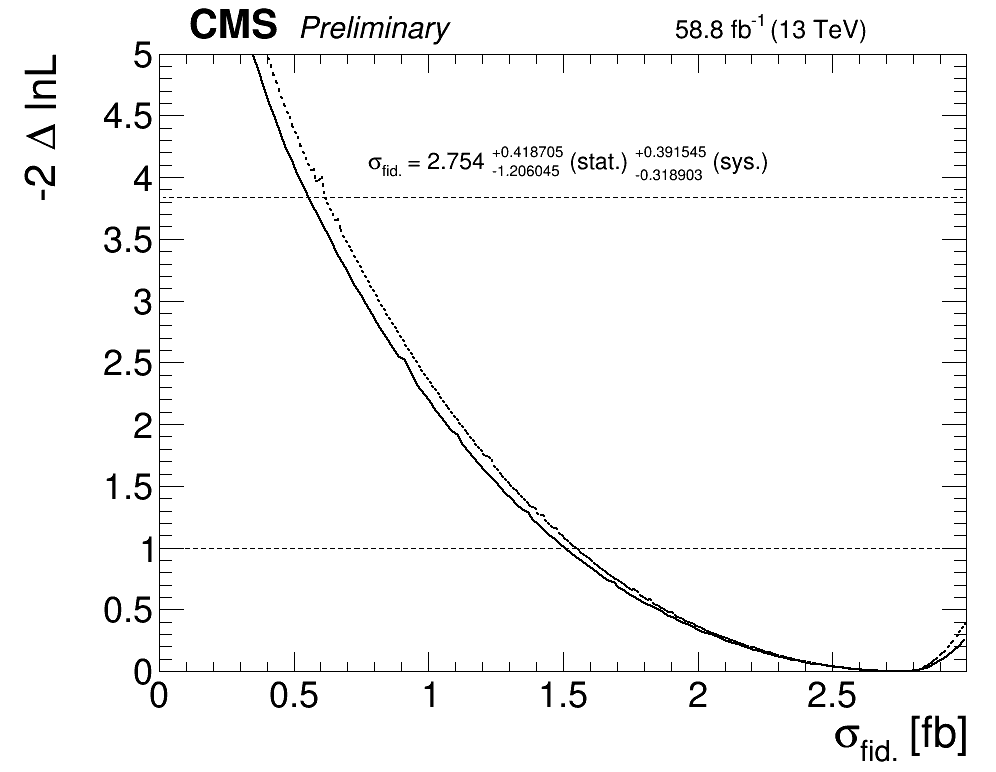 CMS Preliminary 58.8 fb⁻¹ (13 TeV)
-2 Δ lnL
5
4.5
σfid. = 2.754 +0.418705 -1.206045 (stat.) +0.391545 -0.318903 (sys.)
4
3.5
3
2.5
2
1.5
1
0.5
0
0 0.5 1 1.5 2 2.5
σfid. [fb]